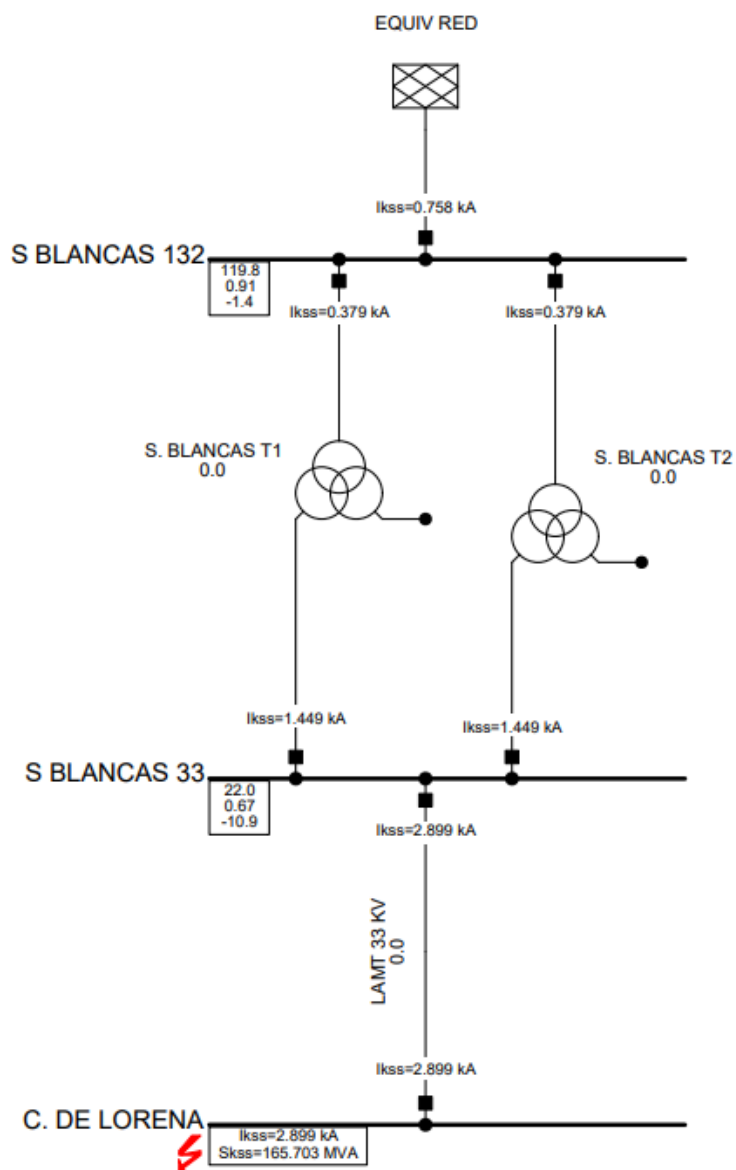 EQUIV RED
Ikss=0.758 kA
S BLANCAS 132
119.8
0.91
-1.4
Ikss=0.379 kA
Ikss=0.379 kA
S. BLANCAS T1
0.0
S. BLANCAS T2
0.0
Ikss=1.449 kA
Ikss=1.449 kA
S BLANCAS 33
22.0
0.67
-10.9
Ikss=2.899 kA
LAMT 33 KV
0.0
Ikss=2.899 kA
C. DE LORENA
Ikss=2.899 kA
Skss=165.703 MVA